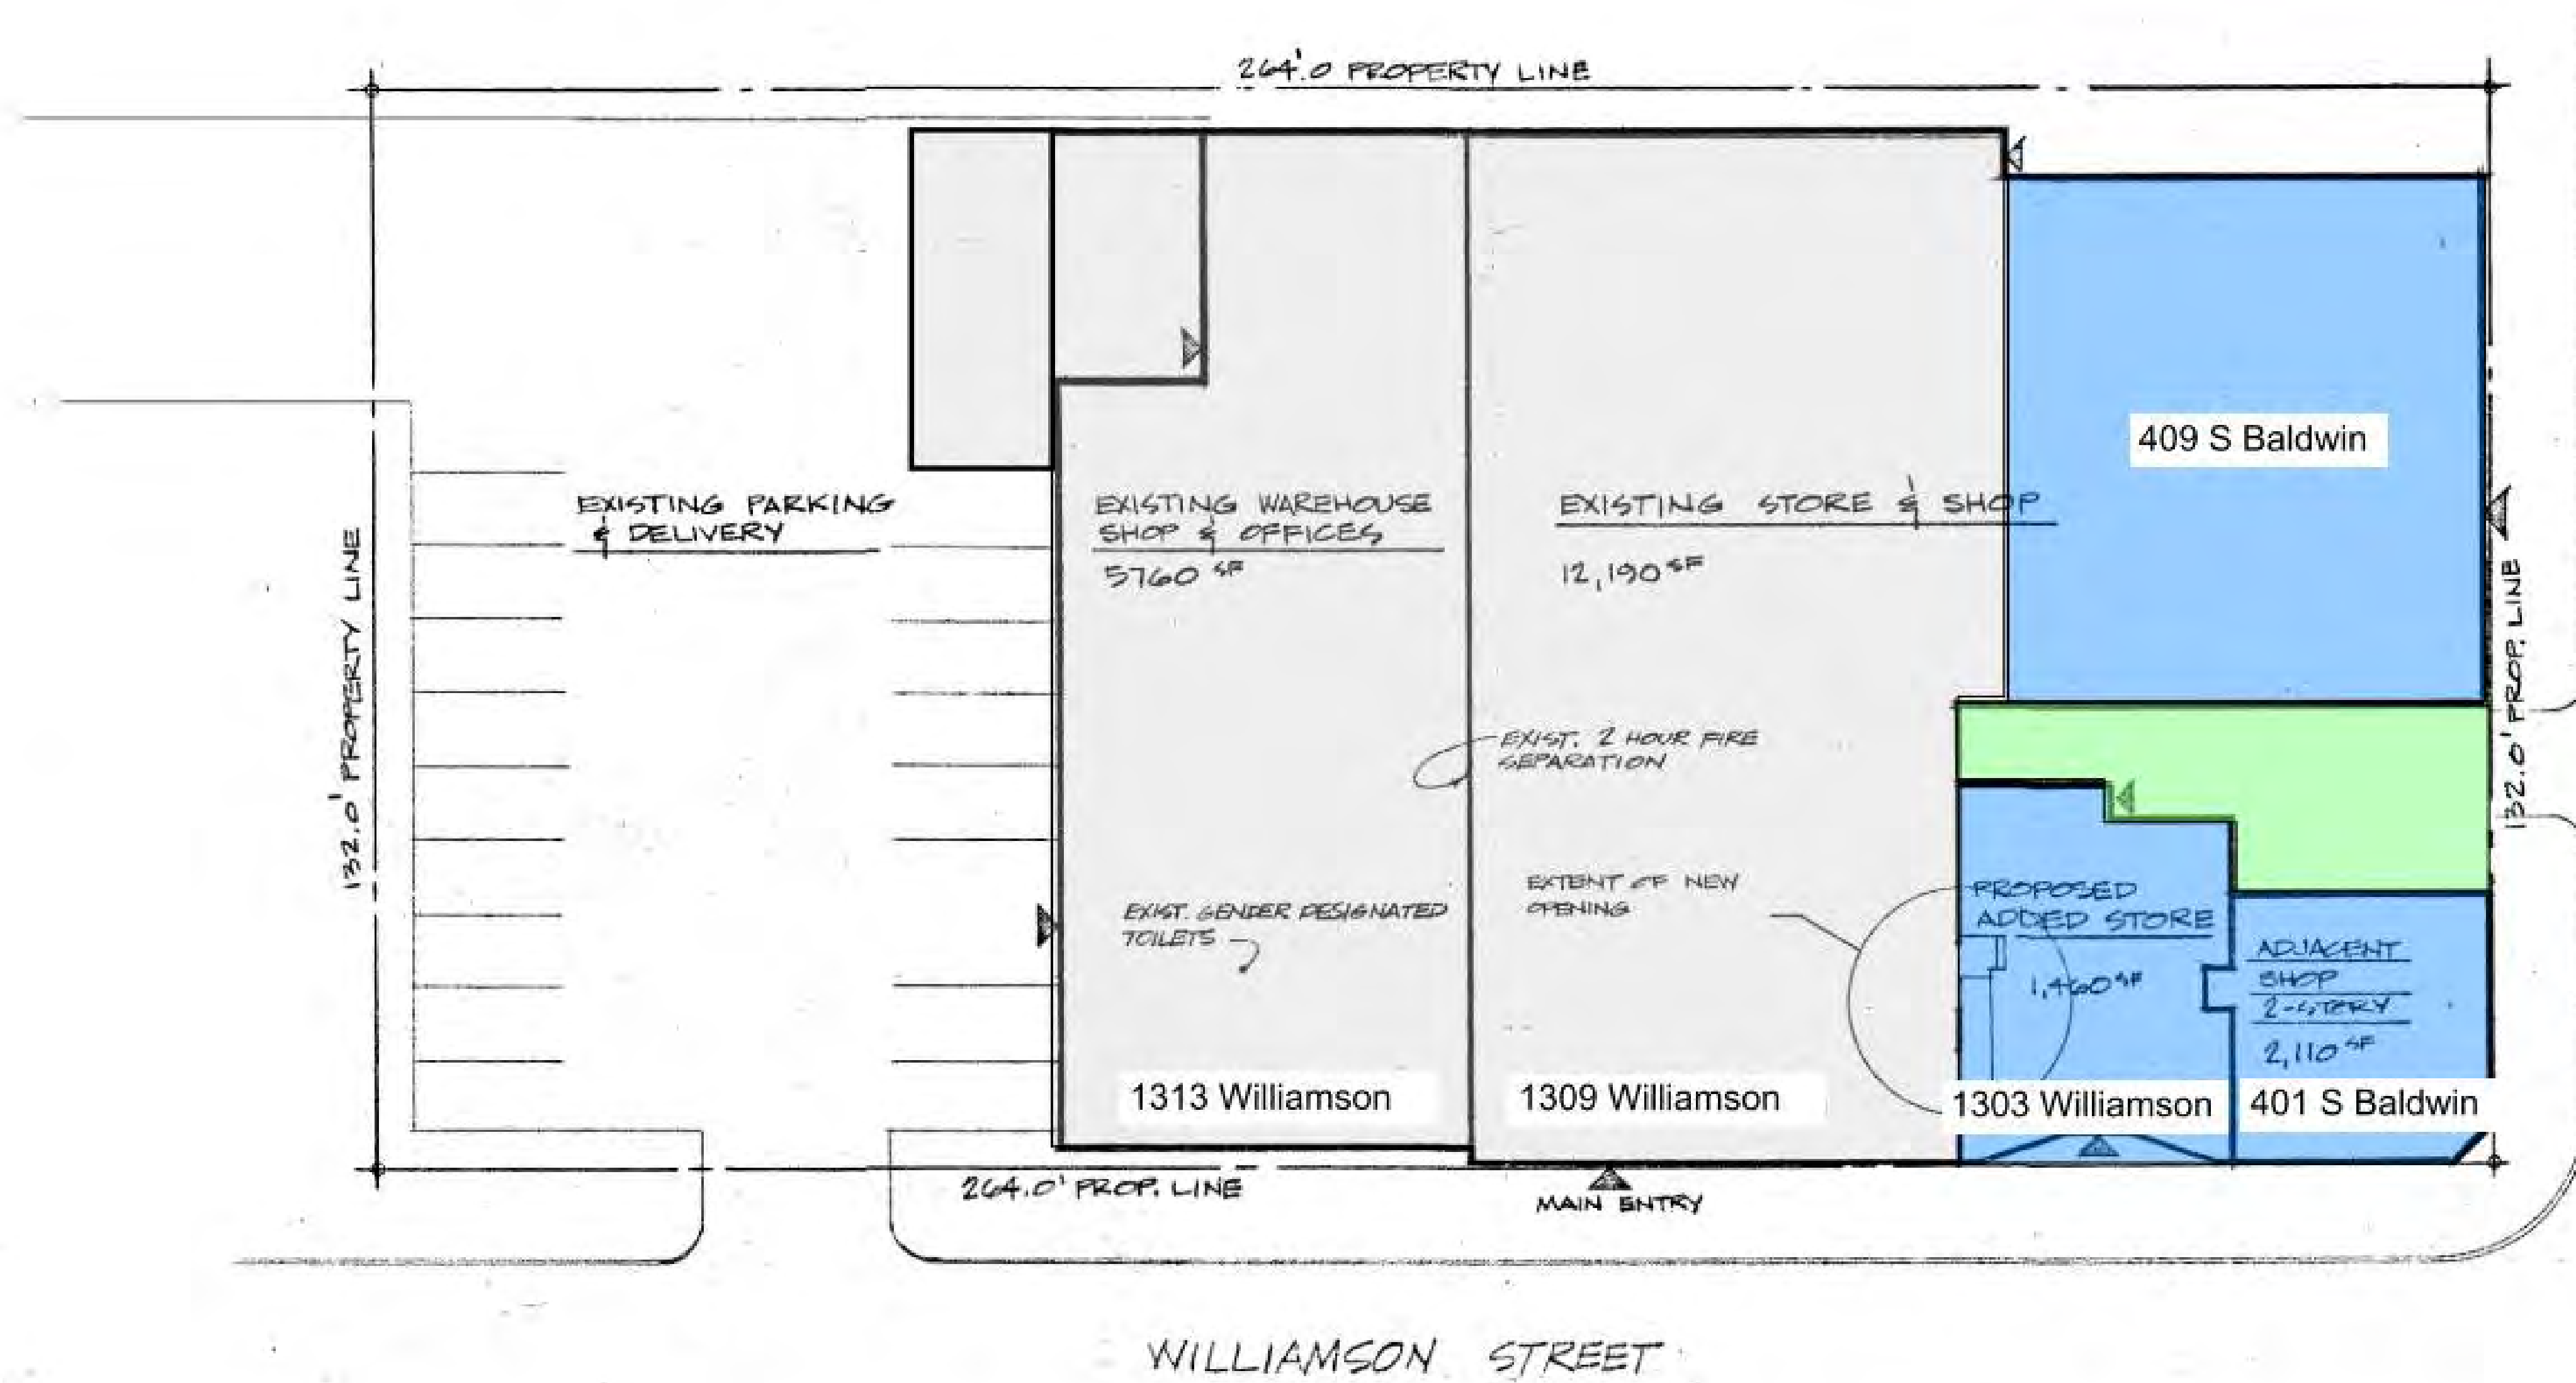 264'.0 PROPERTY LINE
409 S Baldwin
EXISTING PARKING
& DELIVERY
EXISTING WAREHOUSE
SHOP & OFFICES
5760 SF
EXISTING STORE & SHOP
12,190 SF
132.0' PROPERTY LINE
132.0' PROP. LINE
EXIST. 2 HOUR FIRE
SEPARATION
EXTENT OF NEW
OPENING
EXIST. GENDER DESIGNATED
TOILETS
PROPOSED
ADDED STORE
1,460 SF
ADJACENT
SHOP
2-STORY
2,110 SF
1313 Williamson
1309 Williamson
1303 Williamson
401 S Baldwin
264.0' PROP. LINE
MAIN ENTRY
WILLIAMSON STREET